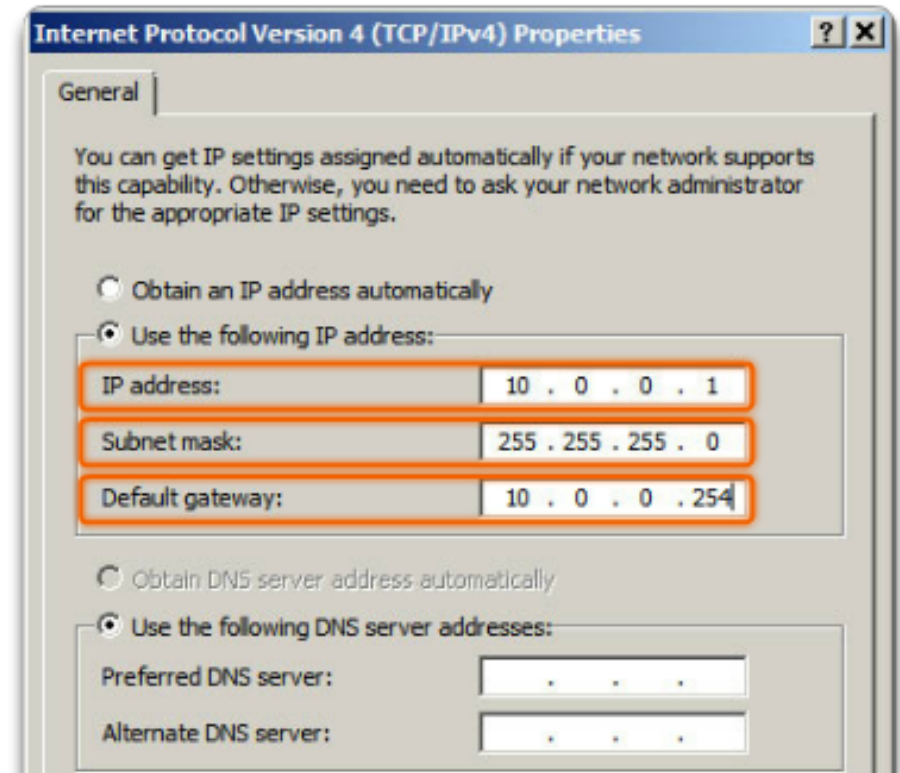 Internet Protocol Version 4 (TCP/IPv4) Properties
General
You can get IP settings assigned automatically if your network supports
this capability. Otherwise, you need to ask your network administrator
for the appropriate IP settings.
Obtain an IP address automatically
Use the following IP address:
IP address: 10 . 0 . 0 . 1
Subnet mask: 255 . 255 . 255 . 0
Default gateway: 10 . 0 . 0 . 254
Obtain DNS server address automatically
Use the following DNS server addresses:
Preferred DNS server: . . .
Alternate DNS server: . . .